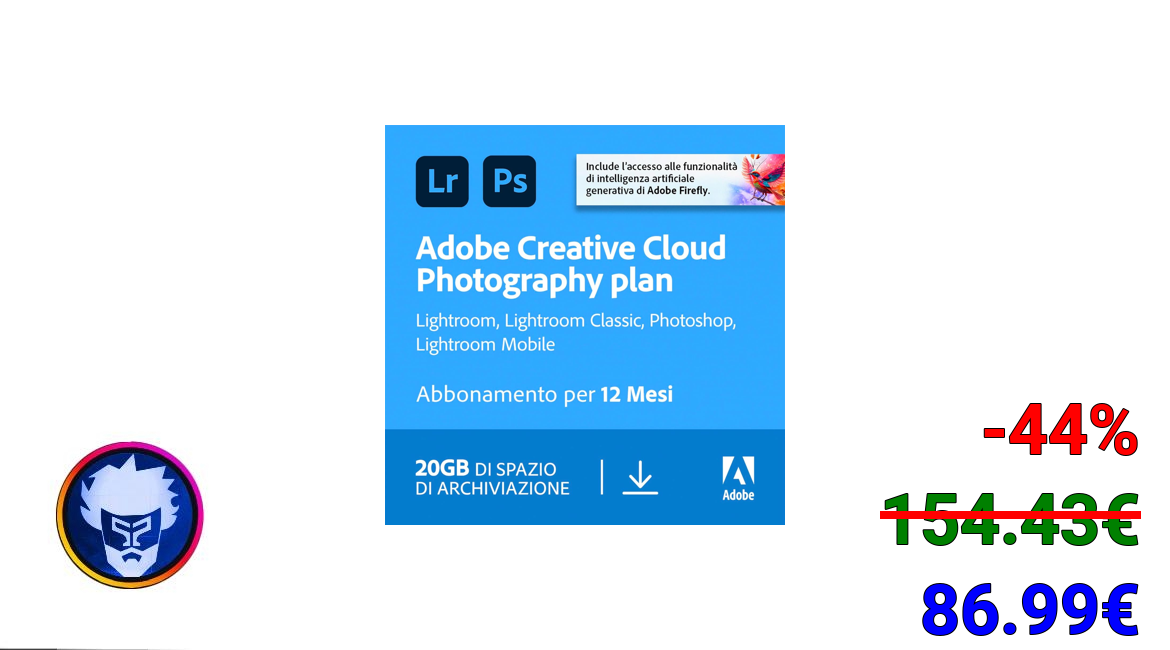 Lr Ps
Include l'accesso alle funzionalità
di intelligenza artificiale
generativa di Adobe Firefly.
Adobe Creative Cloud
Photography plan
Lightroom, Lightroom Classic, Photoshop,
Lightroom Mobile
Abbonamento per 12 Mesi
20GB DI SPAZIO
DI ARCHIVIAZIONE
Adobe
-44%
154.43€
86.99€